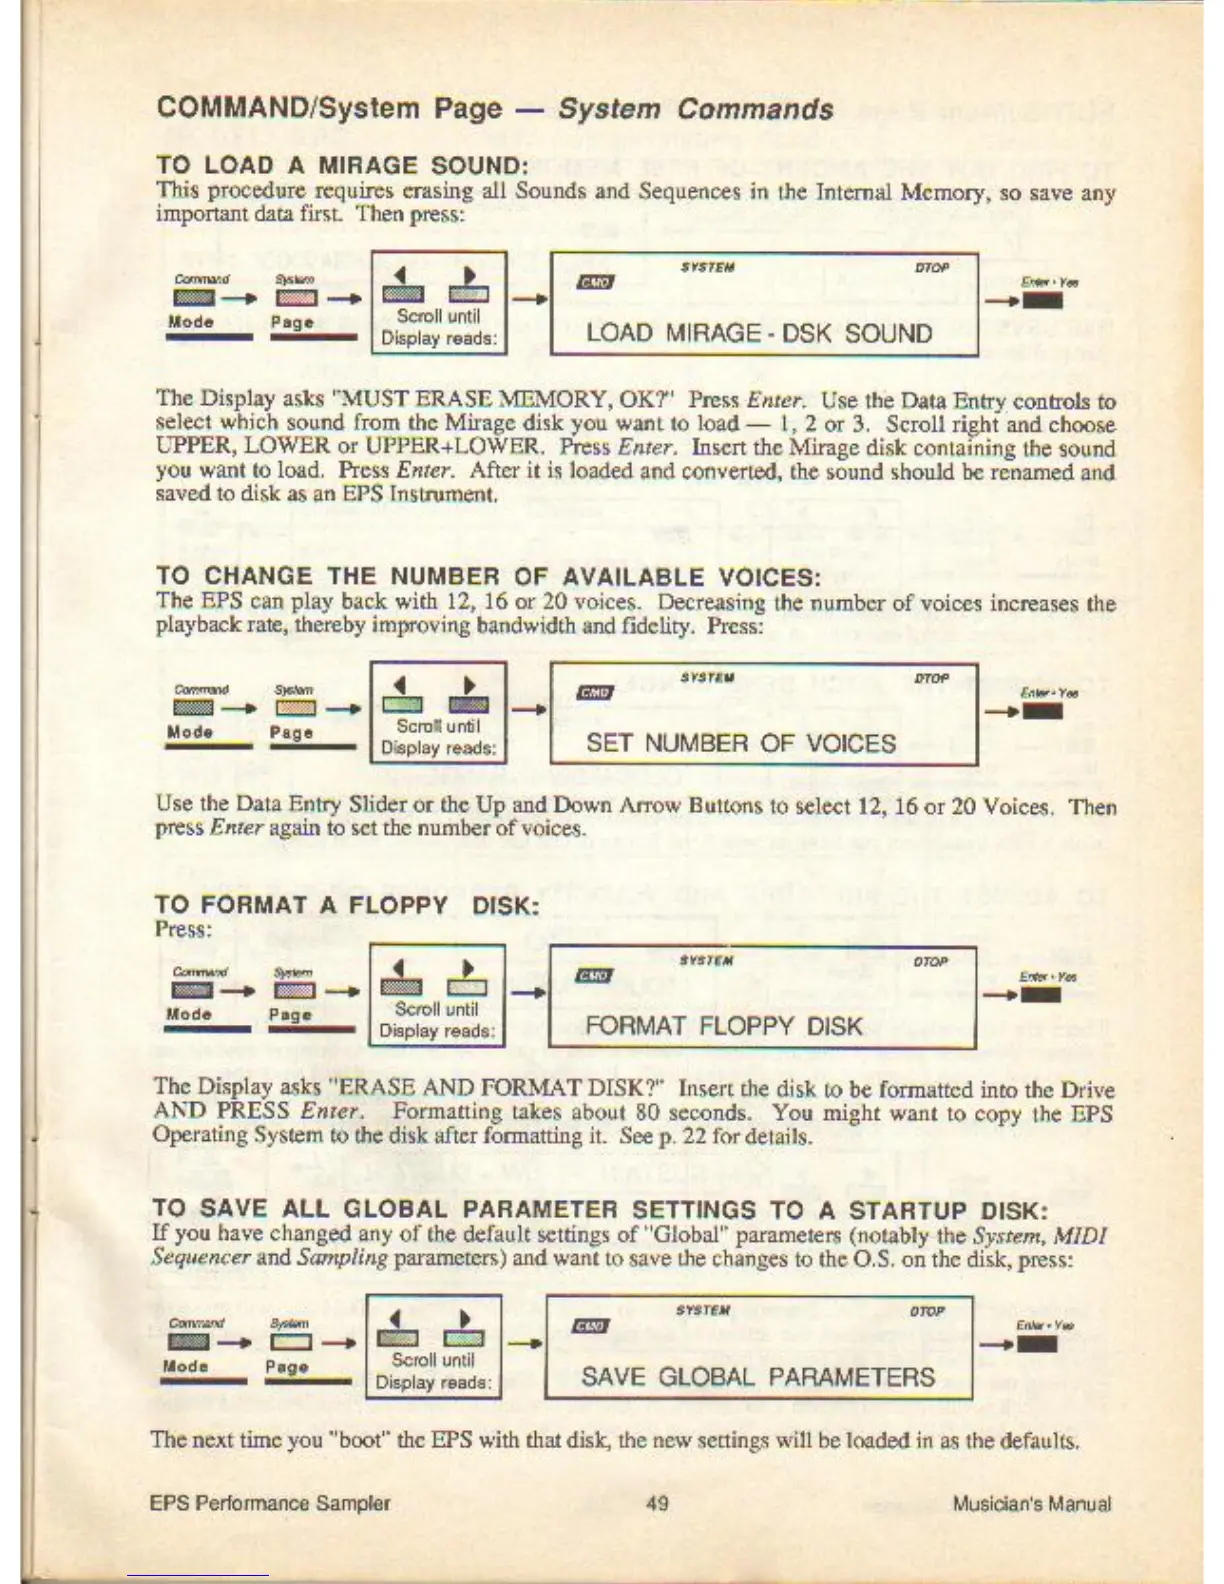 COMMAND/System Page — System Commands
TO LOAD A MIRAGE SOUND:
This procedure requires erasing all Sounds and Sequences in the Internal Memory, so save any
important data first. Then press:
Command
Mode
System
Page
Scroll until
Display reads:
CMD
SYSTEM
DTOP
LOAD MIRAGE - DSK SOUND
Enter • Yes
The Display asks "MUST ERASE MEMORY, OK?" Press Enter. Use the Data Entry controls to
select which sound from the Mirage disk you want to load — 1, 2 or 3. Scroll right and choose
UPPER, LOWER or UPPER+LOWER. Press Enter. Insert the Mirage disk containing the sound
you want to load. Press Enter. After it is loaded and converted, the sound should be renamed and
saved to disk as an EPS Instrument.
TO CHANGE THE NUMBER OF AVAILABLE VOICES:
The EPS can play back with 12, 16 or 20 voices. Decreasing the number of voices increases the
playback rate, thereby improving bandwidth and fidelity. Press:
Command
Mode
System
Page
Scroll until
Display reads:
CMD
SYSTEM
DTOP
SET NUMBER OF VOICES
Enter • Yes
Use the Data Entry Slider or the Up and Down Arrow Buttons to select 12, 16 or 20 Voices. Then
press Enter again to set the number of voices.
TO FORMAT A FLOPPY DISK:
Press:
Command
Mode
System
Page
Scroll until
Display reads:
CMD
SYSTEM
DTOP
FORMAT FLOPPY DISK
Enter • Yes
The Display asks "ERASE AND FORMAT DISK?" Insert the disk to be formatted into the Drive
AND PRESS Enter. Formatting takes about 80 seconds. You might want to copy the EPS
Operating System to the disk after formatting it. See p. 22 for details.
TO SAVE ALL GLOBAL PARAMETER SETTINGS TO A STARTUP DISK:
If you have changed any of the default settings of "Global" parameters (notably the System, MIDI
Sequencer and Sampling parameters) and want to save the changes to the O.S. on the disk, press:
Command
Mode
System
Page
Scroll until
Display reads:
CMD
SYSTEM
DTOP
SAVE GLOBAL PARAMETERS
Enter • Yes
The next time you "boot" the EPS with that disk, the new settings will be loaded in as the defaults.
EPS Performance Sampler
49
Musician's Manual